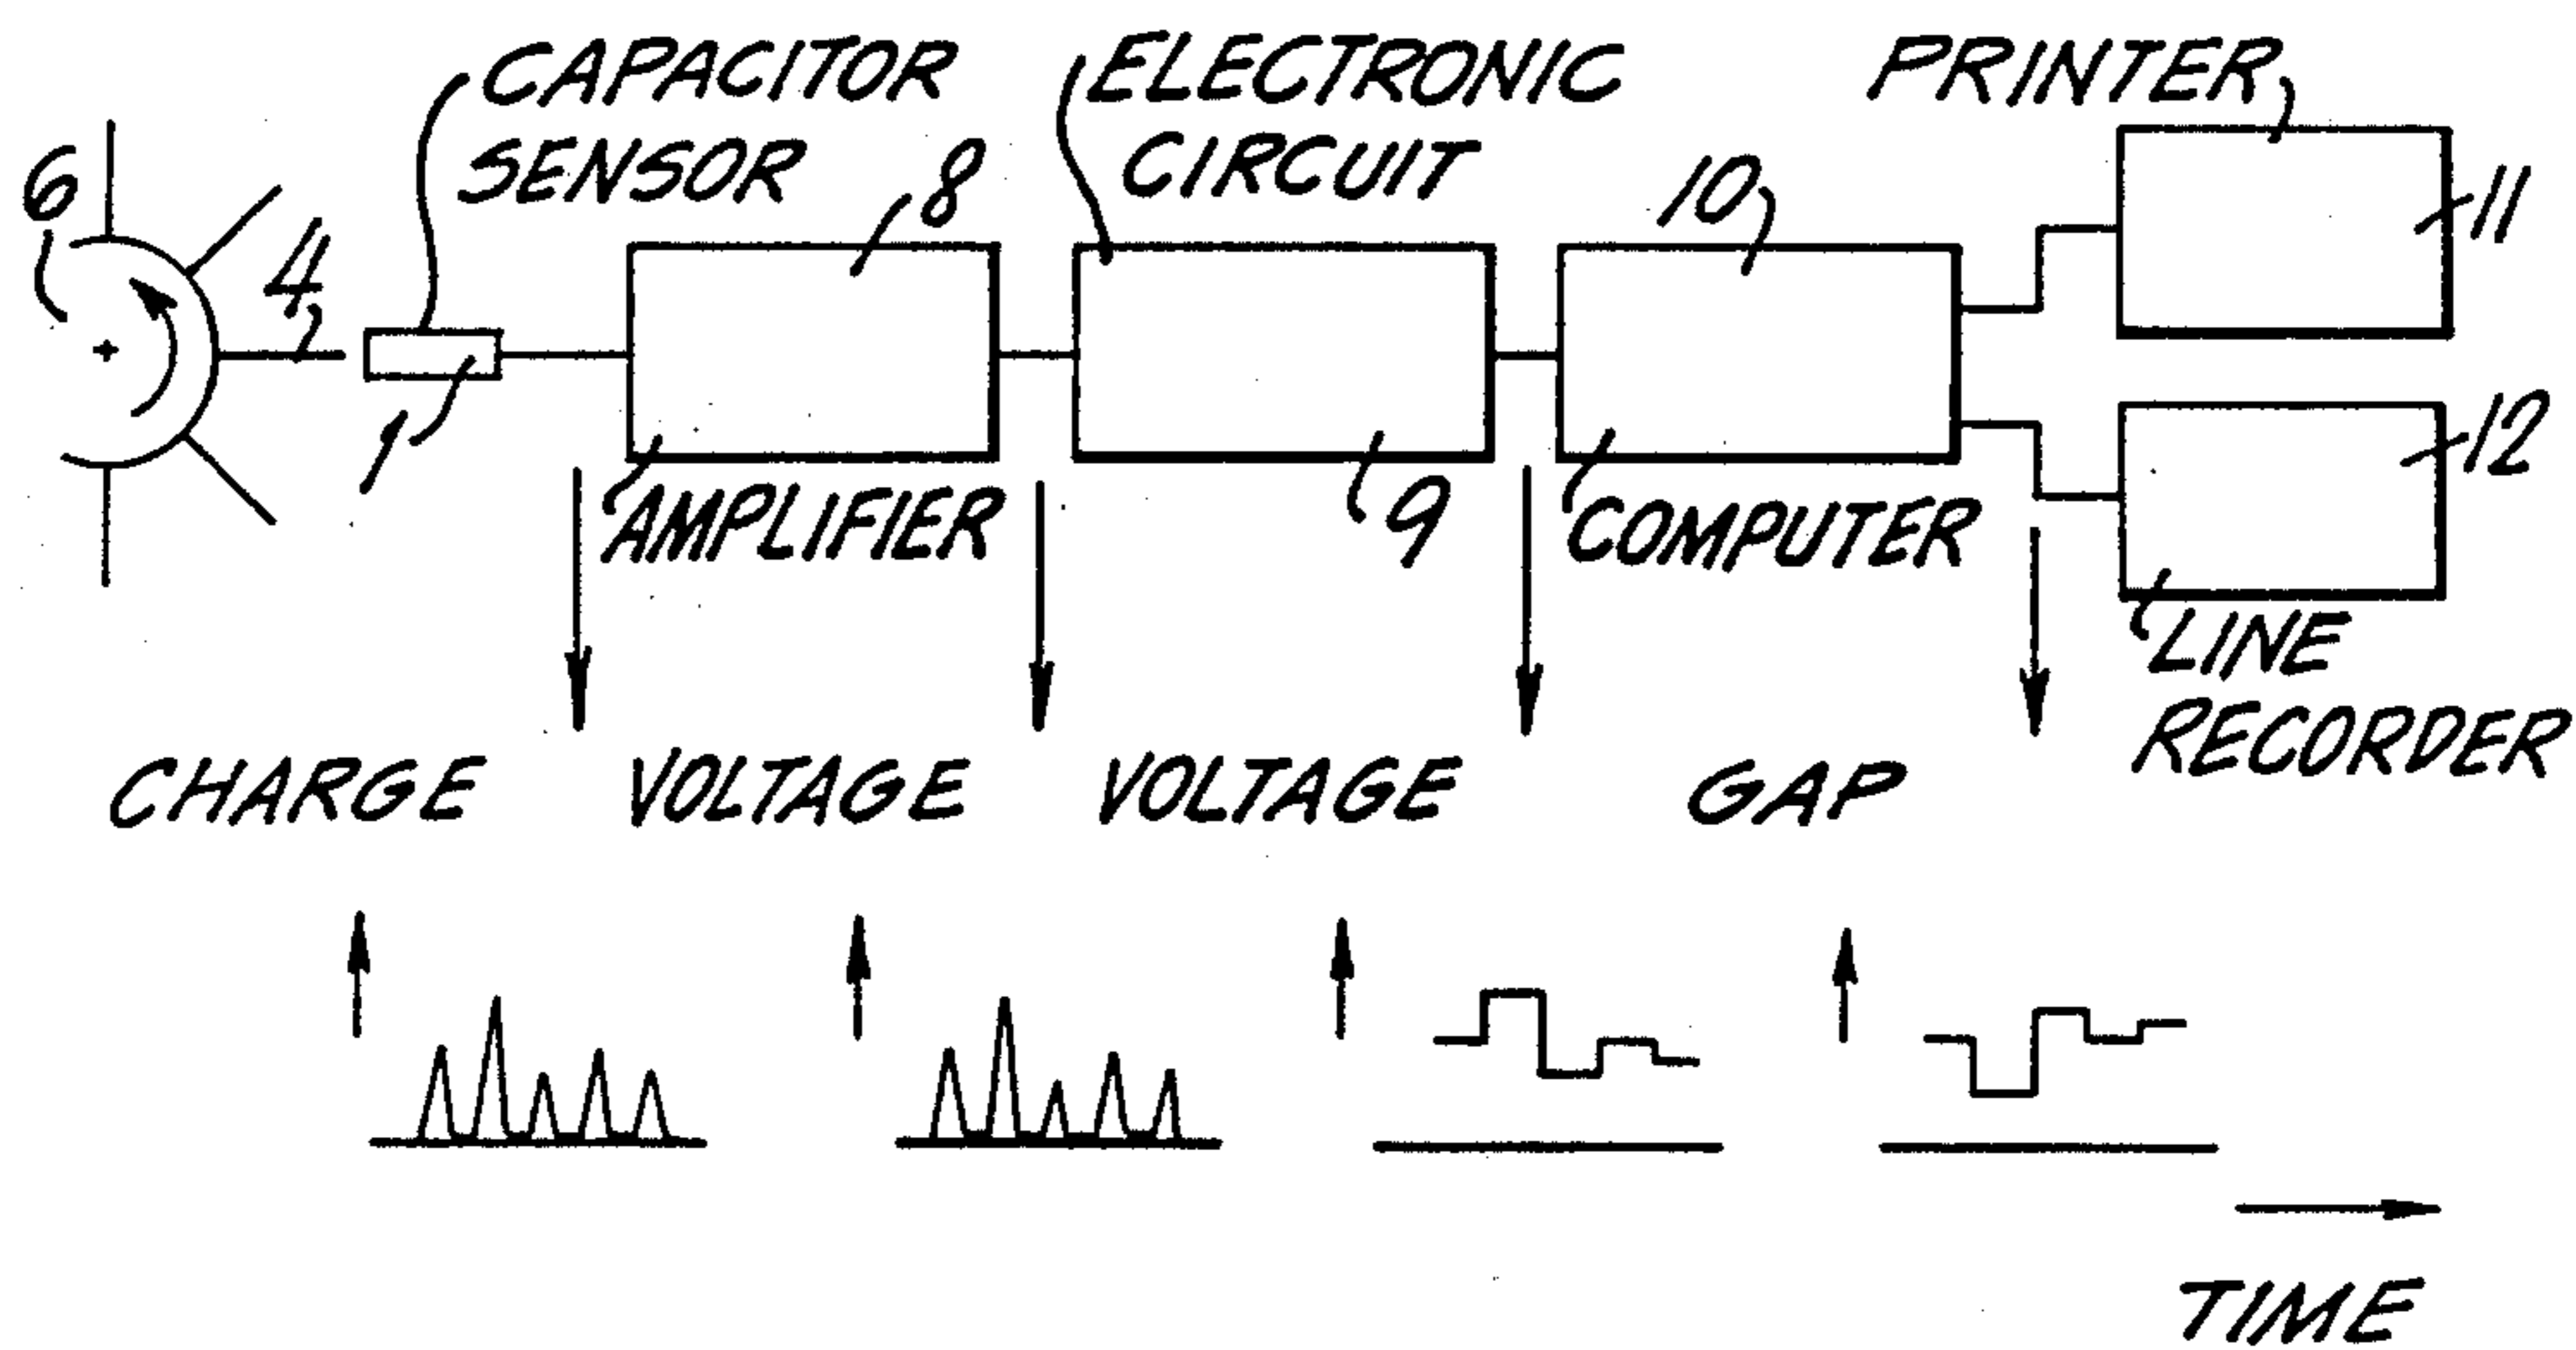 CAPACITOR
SENSOR
ELECTRONIC
CIRCUIT
PRINTER
6
4
1
8
10
11
AMPLIFIER
9
COMPUTER
12
LINE
RECORDER
CHARGE
VOLTAGE
VOLTAGE
GAP
TIME